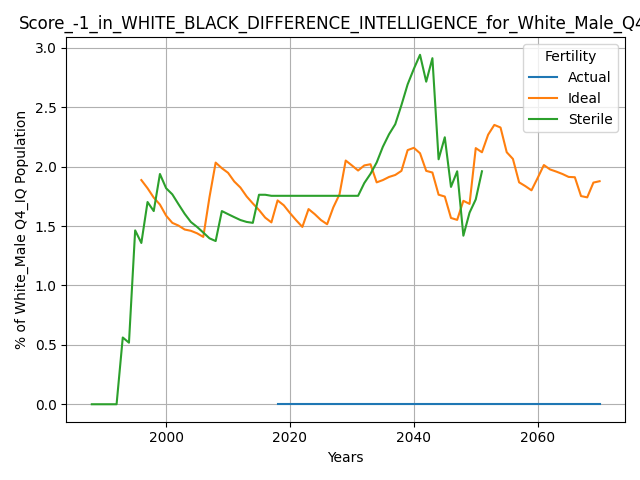 Score_-1_in_WHITE_BLACK_DIFFERENCE_INTELLIGENCE_for_White_Male_Q4
3.0
2.5
2.0
1.5
1.0
0.5
0.0
% of White_Male Q4_IQ Population
Fertility
Actual
Ideal
Sterile
2000
2020
2040
2060
Years